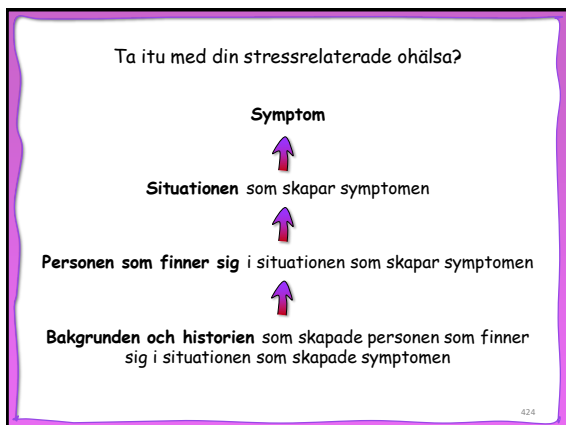 Ta itu med din stressrelaterade ohälsa?
Symptom
Situationen som skapar symptomen
Personen som finner sig i situationen som skapar symptomen
Bakgrunden och historien som skapade personen som finner
sig i situationen som skapade symptomen
424